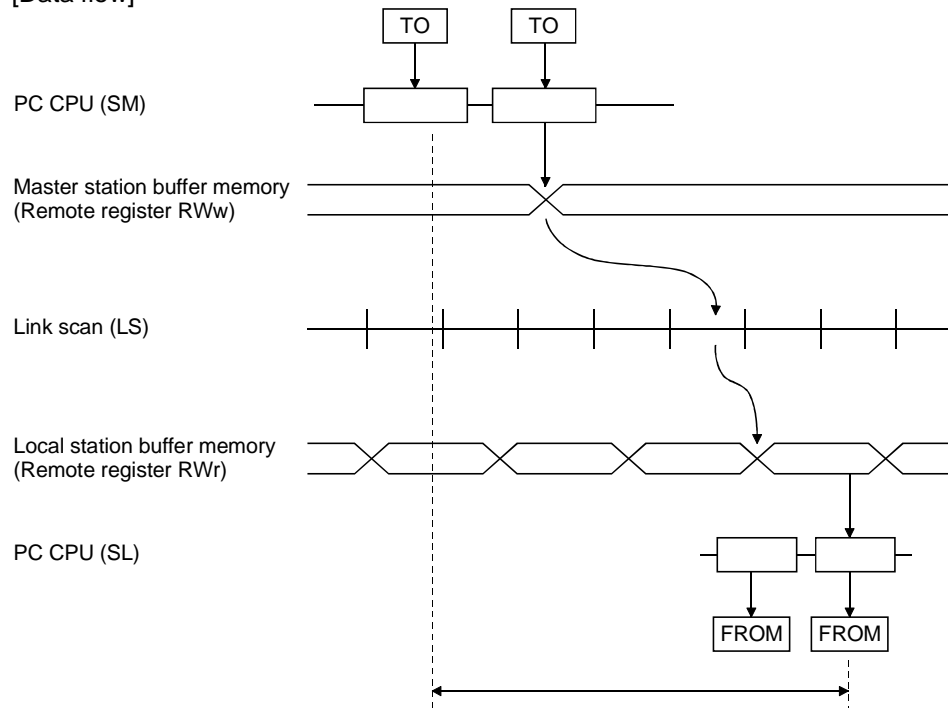 [Data flow]
TO TO
PC CPU (SM)
Master station buffer memory
(Remote register RWw)
Link scan (LS)
Local station buffer memory
(Remote register RWr)
PC CPU (SL)
FROM FROM